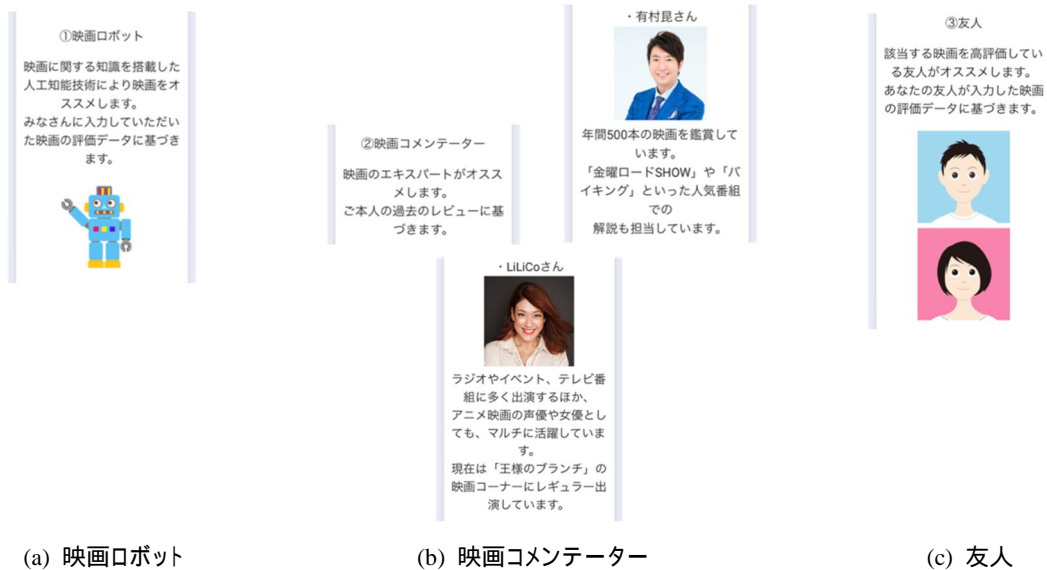 ①映画ロボット
映画に関する知識を搭載した
人工知能技術により映画をオ
ススメします。
みなさんに入力していただい
た映画の評価データに基づき
ます。
②映画コメンテーター
映画のエキスパートがオスス
メします。
ご本人の過去のレビューに基
づきます。
・有村昆さん
年間500本の映画を鑑賞して
います。
「金曜ロードSHOW」や「バ
イキング」といった人気番組
での
解説も担当しています。
・LiLiCoさん
ラジオやイベント、テレビ番
組に多く出演するほか、
アニメ映画の声優や女優とし
ても、マルチに活躍していま
す。
現在は「王様のブランチ」の
映画コーナーにレギュラー出
演しています。
③友人
該当する映画を高評価してい
る友人がオススメします。
あなたの友人が入力した映画
の評価データに基づきます。
(a) 映画ロボット
(b) 映画コメンテーター
(c) 友人